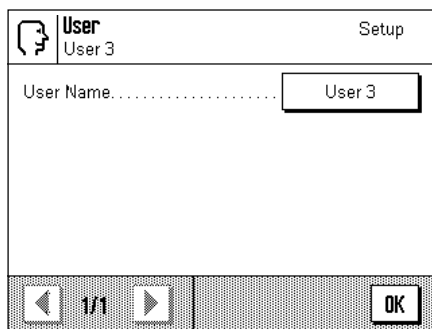 User
Setup
User 3
User Name.....................
User 3
1/1
OK